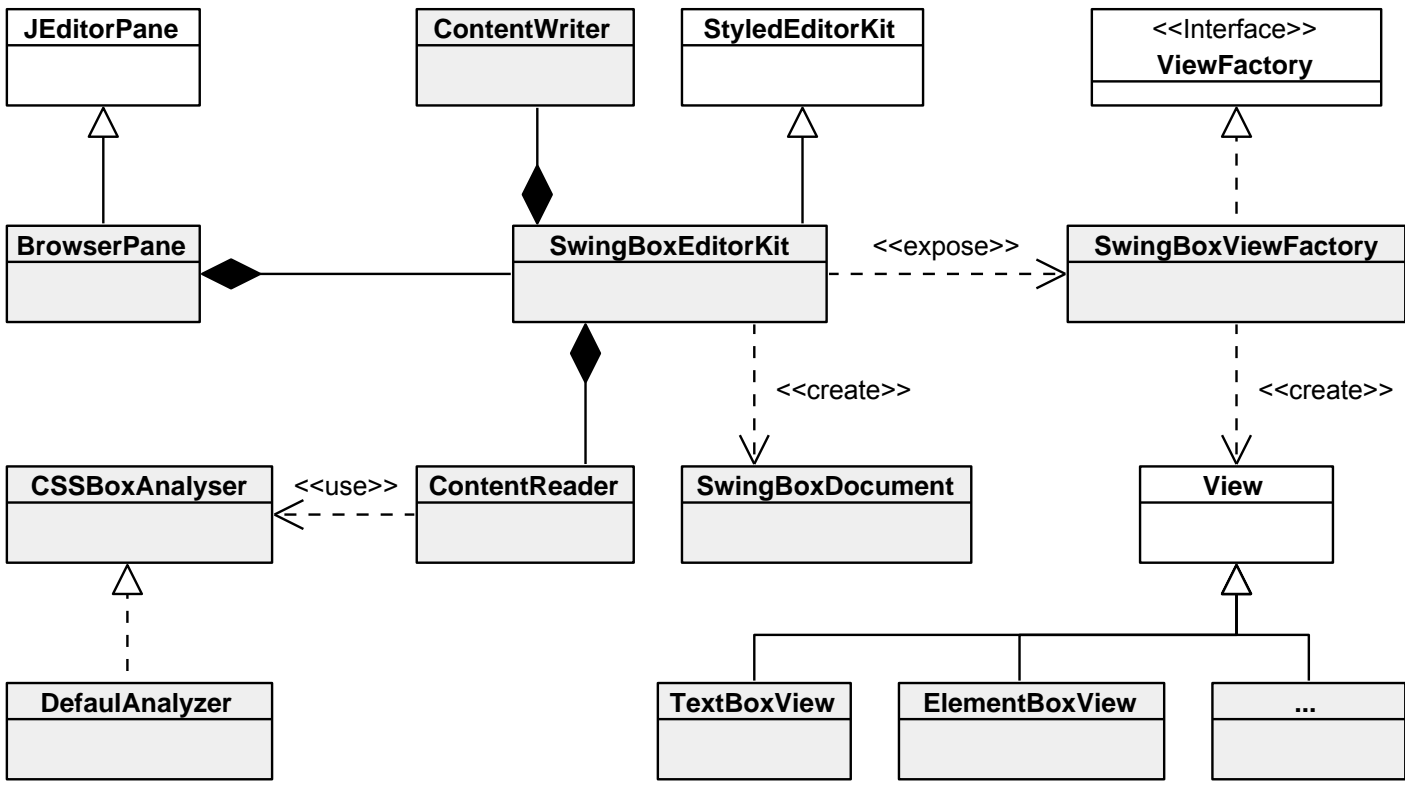 JEditorPane
ContentWriter
StyledEditorKit
<<Interface>>
ViewFactory
BrowserPane
SwingBoxEditorKit
<<expose>>
SwingBoxViewFactory
<<create>>
<<create>>
CSSBoxAnalyser
<<use>>
ContentReader
SwingBoxDocument
View
DefaulAnalyzer
TextBoxView
ElementBoxView
...